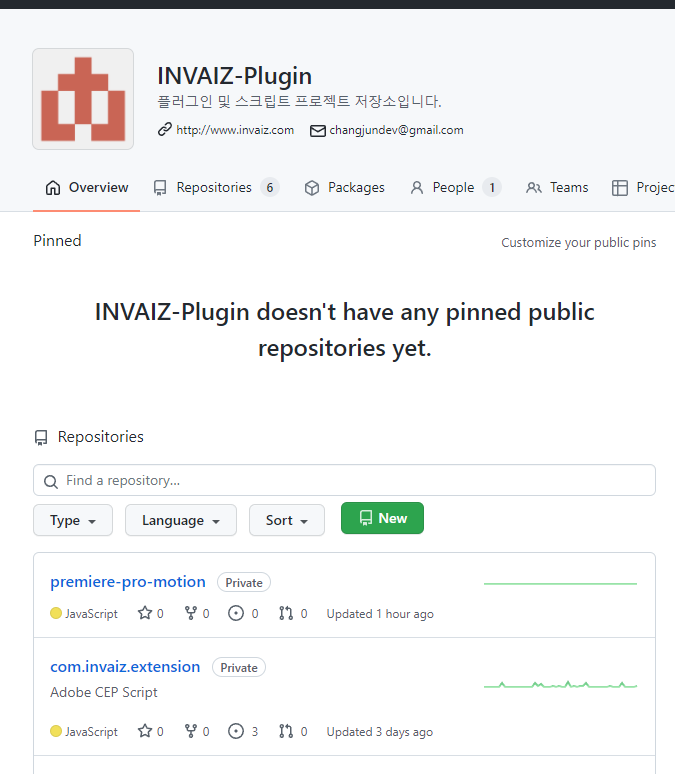 INVAIZ-Plugin
플러그인 및 스크립트 프로젝트 저장소입니다.
http://www.invaiz.com changjundev@gmail.com
Overview Repositories 6 Packages People 1 Teams Projec
Pinned Customize your public pins
INVAIZ-Plugin doesn't have any pinned public
repositories yet.
Repositories
Find a repository...
Type Language Sort New
premiere-pro-motion Private
JavaScript 0 0 0 0 Updated 1 hour ago
com.invaiz.extension Private
Adobe CEP Script
JavaScript 0 0 3 0 Updated 3 days ago